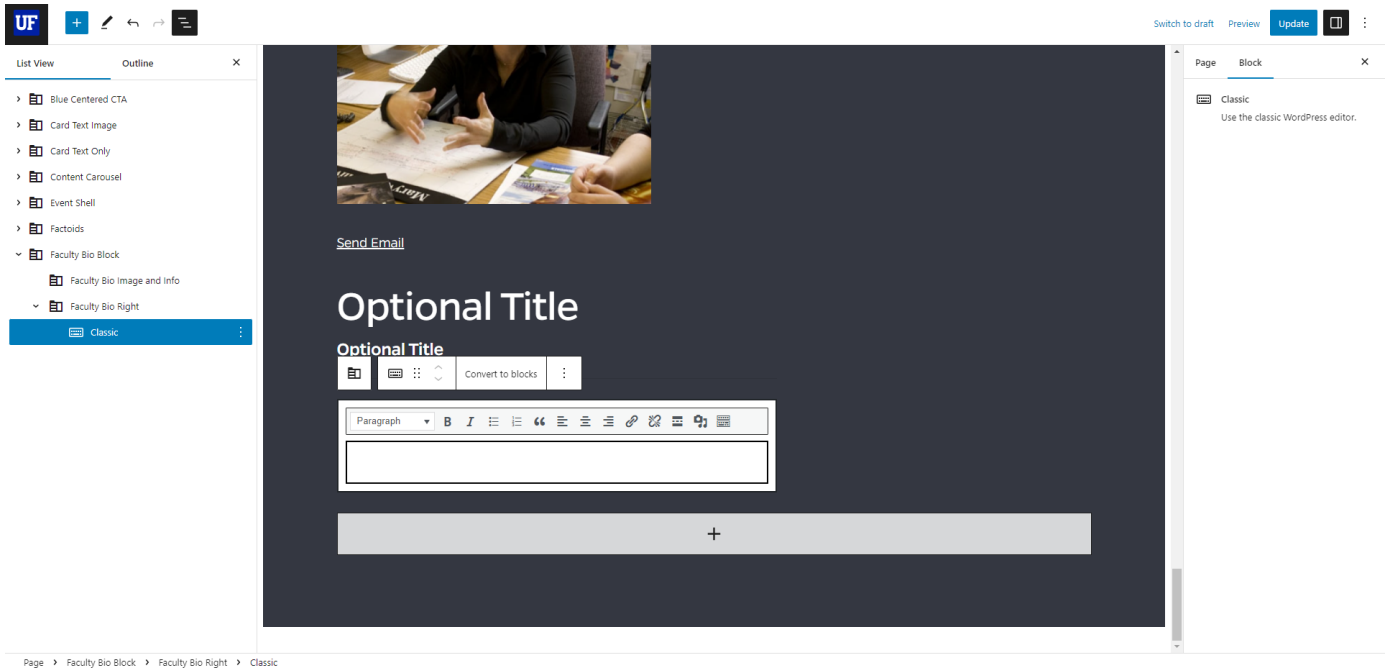 UF
Switch to draft Preview Update
List View Outline
Page Block
Blue Centered CTA
Card Text Image
Card Text Only
Content Carousel
Event Shell
Factoids
Faculty Bio Block
Faculty Bio Image and Info
Faculty Bio Right
Classic
Send Email
Optional Title
Optional Title
Convert to blocks
Paragraph
B I
Classic
Use the classic WordPress editor.
Page > Faculty Bio Block > Faculty Bio Right > Classic